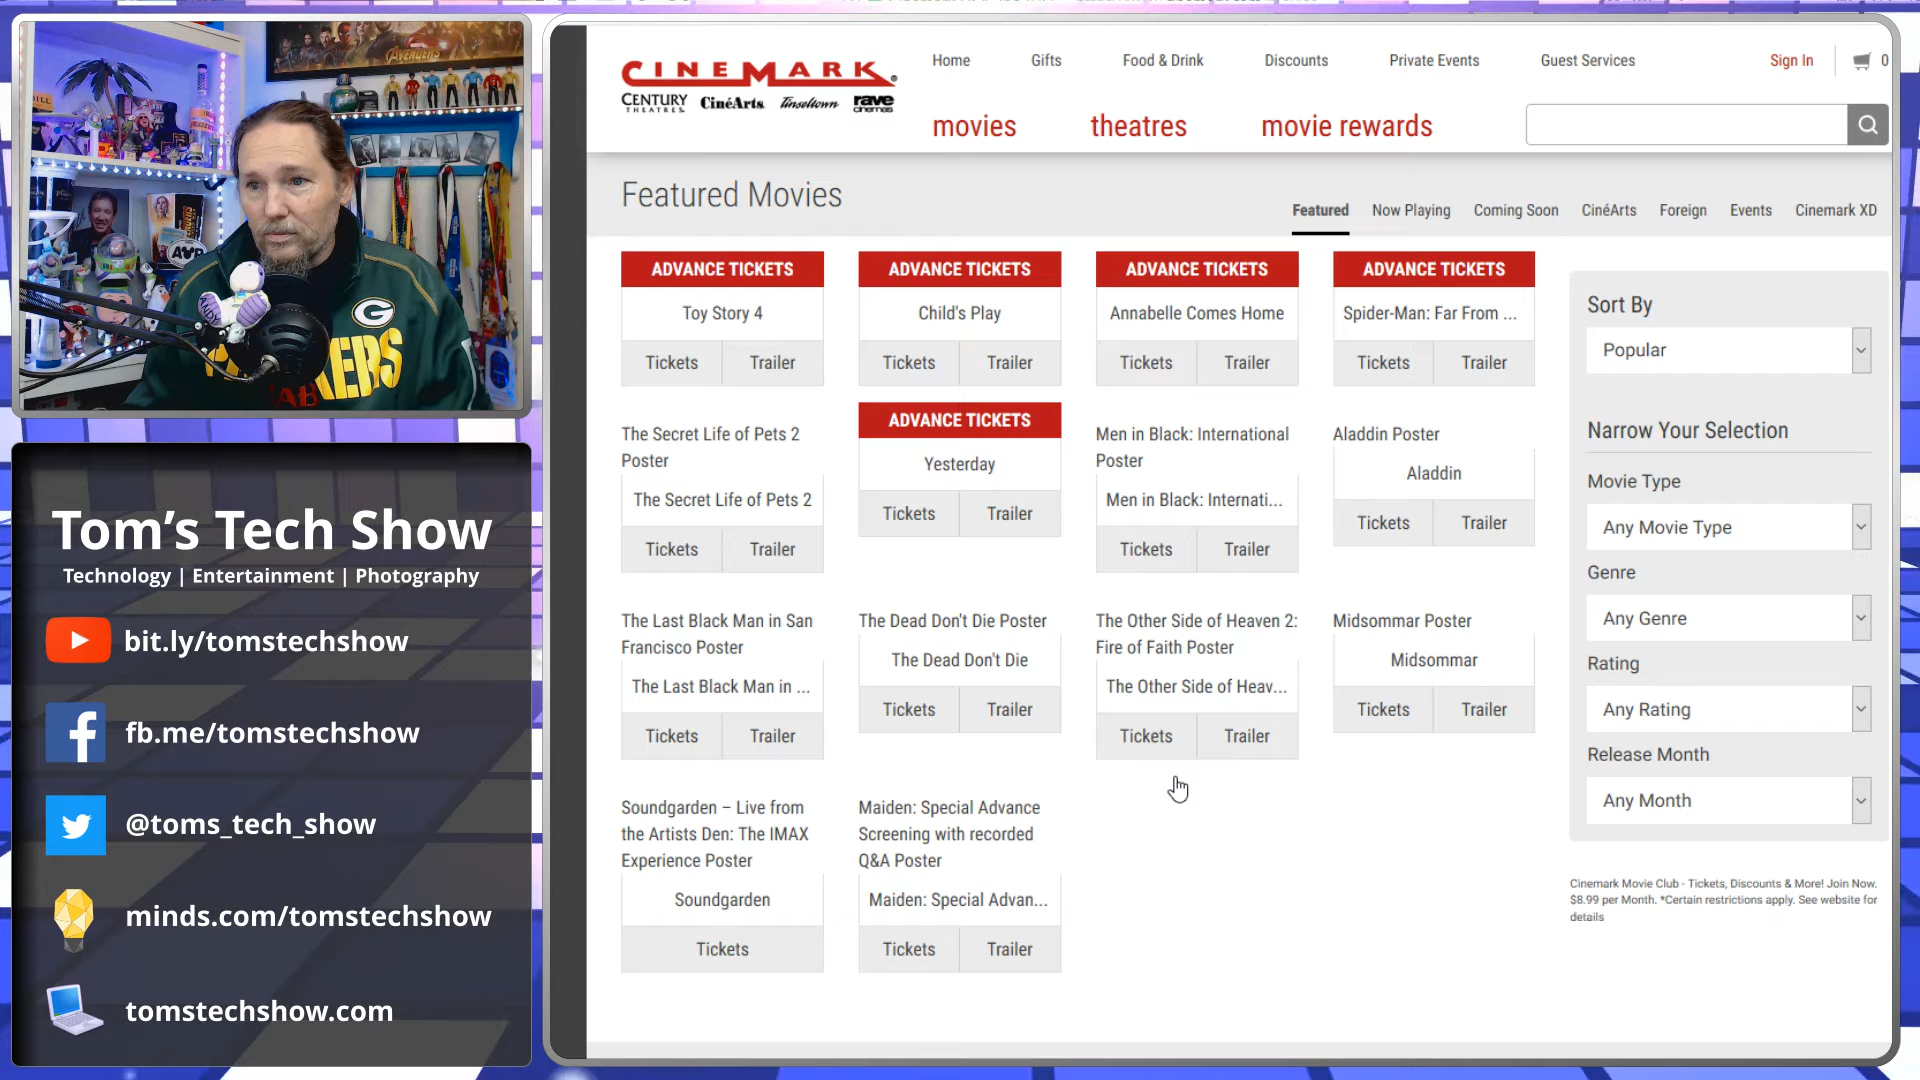 AVENGERS
ANDY
G
Tom's Tech Show
Technology | Entertainment | Photography
bit.ly/tomstechshow
fb.me/tomstechshow
@toms_tech_show
minds.com/tomstechshow
tomstechshow.com
CINEMARK
CENTURY THEATRES
CinéArts
Tinseltown
rave cinemas
Home Gifts Food & Drink Discounts Private Events Guest Services Sign In 0
movies theatres movie rewards
Featured Movies
Featured Now Playing Coming Soon CinéArts Foreign Events Cinemark XD
ADVANCE TICKETS ADVANCE TICKETS ADVANCE TICKETS ADVANCE TICKETS
Toy Story 4 Child's Play Annabelle Comes Home Spider-Man: Far From ...
Tickets Trailer Tickets Trailer Tickets Trailer Tickets Trailer
The Secret Life of Pets 2
Poster
The Secret Life of Pets 2
Tickets Trailer
ADVANCE TICKETS
Yesterday
Tickets Trailer
Men in Black: International
Poster
Men in Black: Internati...
Tickets Trailer
Aladdin Poster
Aladdin
Tickets Trailer
The Last Black Man in San
Francisco Poster
The Last Black Man in ...
Tickets Trailer
The Dead Don't Die Poster
The Dead Don't Die
Tickets Trailer
The Other Side of Heaven 2:
Fire of Faith Poster
The Other Side of Heav...
Tickets Trailer
Midsommar Poster
Midsommar
Tickets Trailer
Soundgarden – Live from
the Artists Den: The IMAX
Experience Poster
Soundgarden
Tickets
Maiden: Special Advance
Screening with recorded
Q&A Poster
Maiden: Special Advan...
Tickets Trailer
Sort By
Popular
Narrow Your Selection
Movie Type
Any Movie Type
Genre
Any Genre
Rating
Any Rating
Release Month
Any Month
Cinemark Movie Club - Tickets, Discounts & More! Join Now.
$8.99 per Month. *Certain restrictions apply. See website for
details